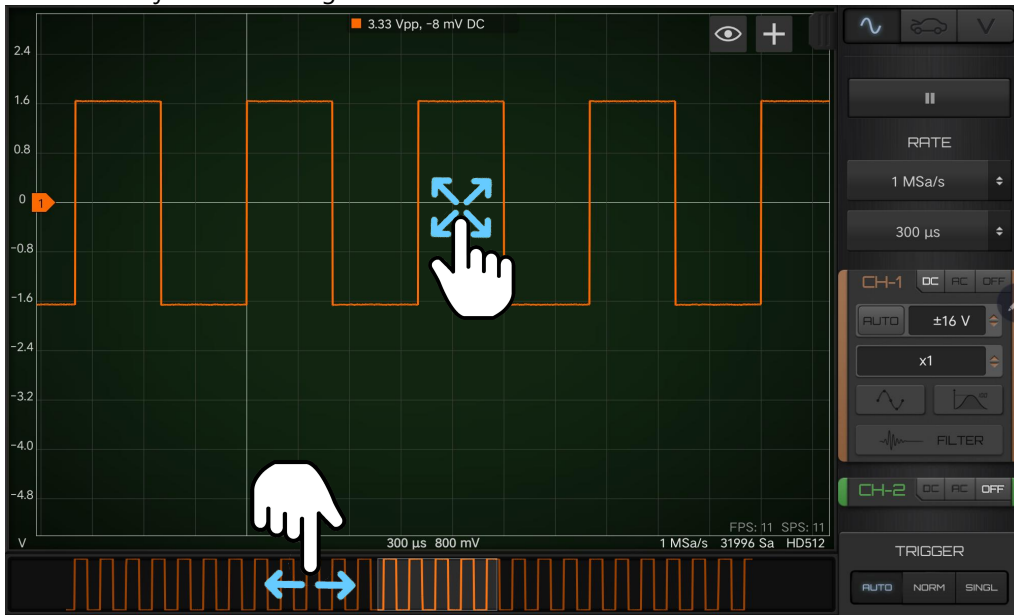 3.33 Vpp, -8 mV DC
V
2.4
1.6
0.8
0
1
-0.8
-1.6
-2.4
-3.2
-4.0
-4.8
V
FPS: 11 SPS: 11
300 µs 800 mV
1 MSa/s 31996 Sa HD512
RATE
1 MSa/s
300 µs
CH-1 DC AC OFF
AUTO ±16 V
x1
FILTER
CH-2 DC AC OFF
TRIGGER
AUTO NORM SINGL